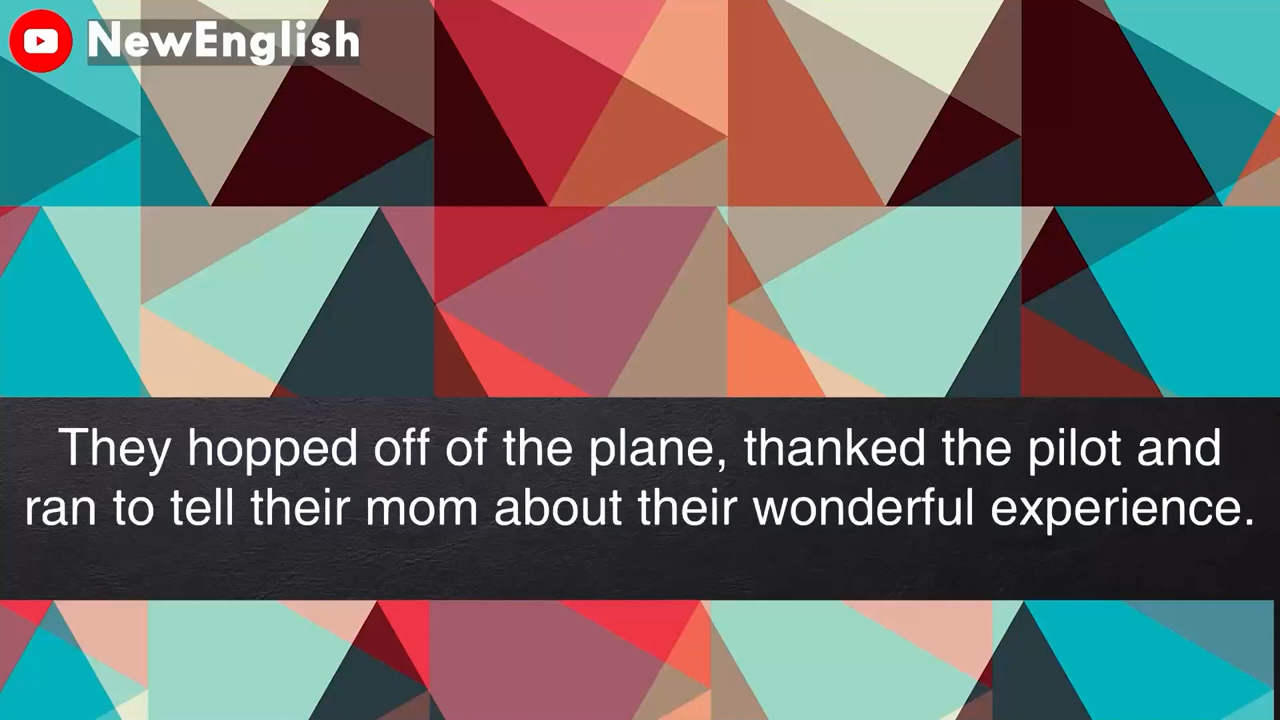 NewEnglish
They hopped off of the plane, thanked the pilot and
ran to tell their mom about their wonderful experience.